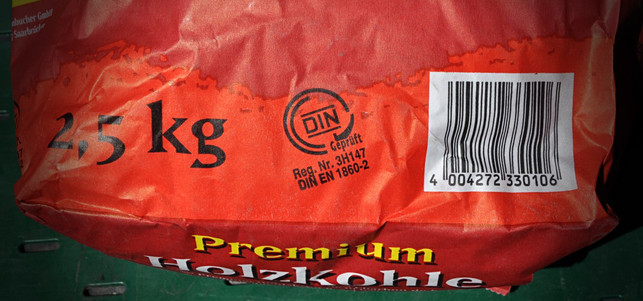 2,5 kg
DIN
Geprüft
Reg. Nr. 3H147
DIN EN 1860-2
4 004272 330106
Premium
Holzkohle